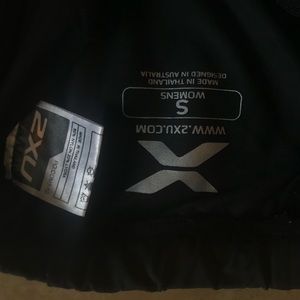 WWW.2XU.COM
S
WOMENS
MADE IN THAILAND
DESIGNED IN AUSTRALIA
2XU